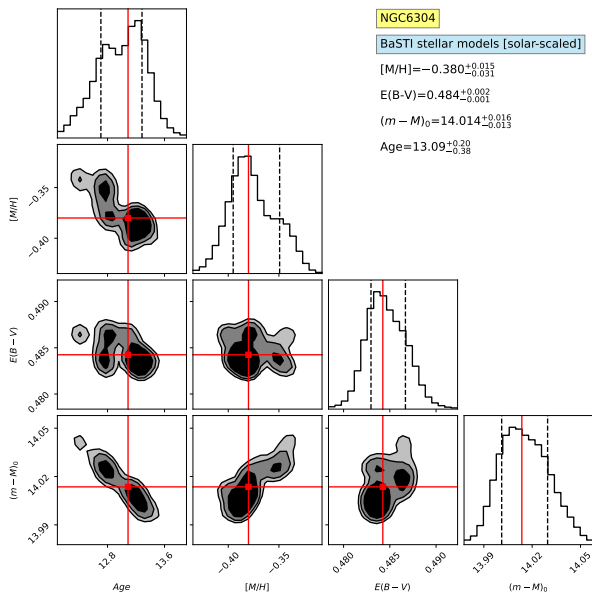 NGC6304
BaSTI stellar models [solar-scaled]
[M/H]=−0.380+0.015−0.031
E(B-V)=0.484+0.002−0.001
(m − M)0=14.014+0.016−0.013
Age=13.09+0.20−0.38
[M/H]
−0.35
−0.40
E(B − V)
0.490
0.485
0.480
(m − M)0
14.05
14.02
13.99
12.8
13.6
−0.40
−0.35
0.480
0.485
0.490
13.99
14.02
14.05
Age
[M/H]
E(B − V)
(m − M)0